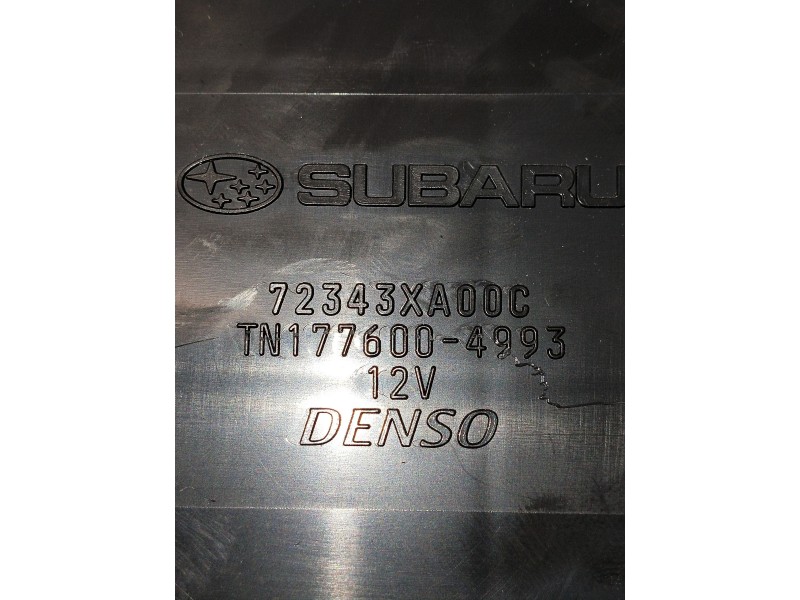 SUBARU
72343XA00C
TN177600-4993
12V
DENSO